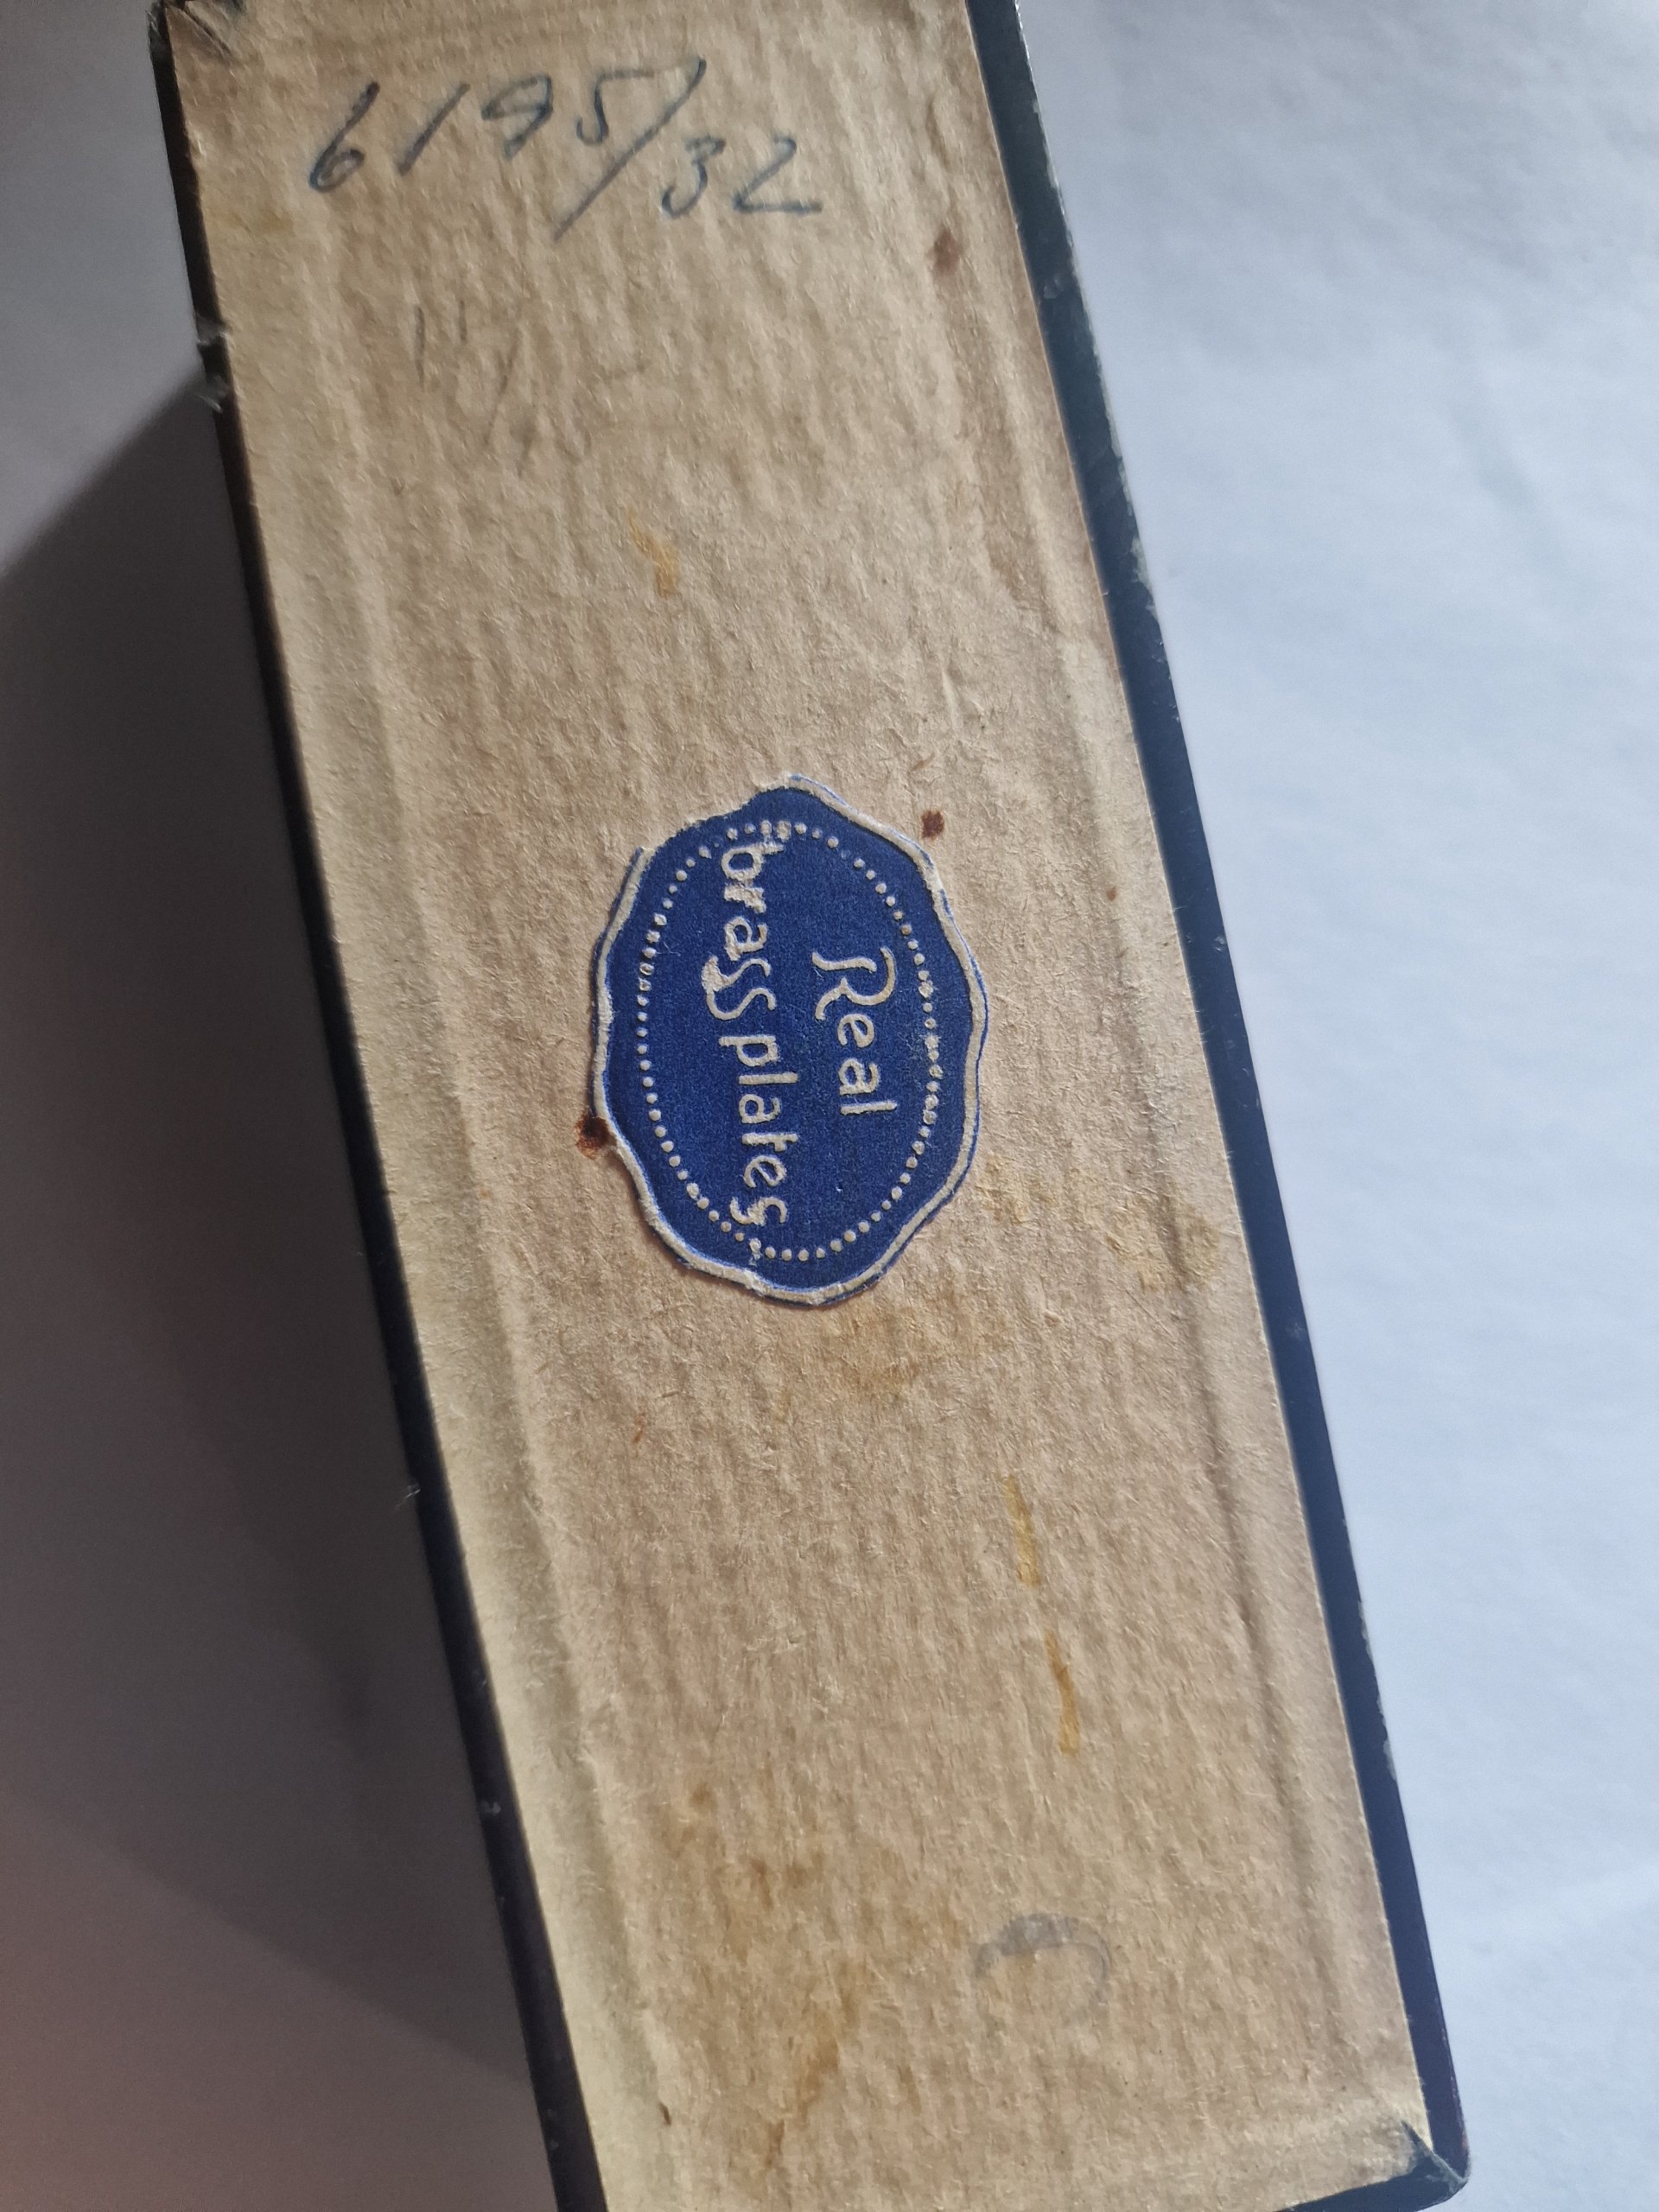 6195/32
Real
brass plates